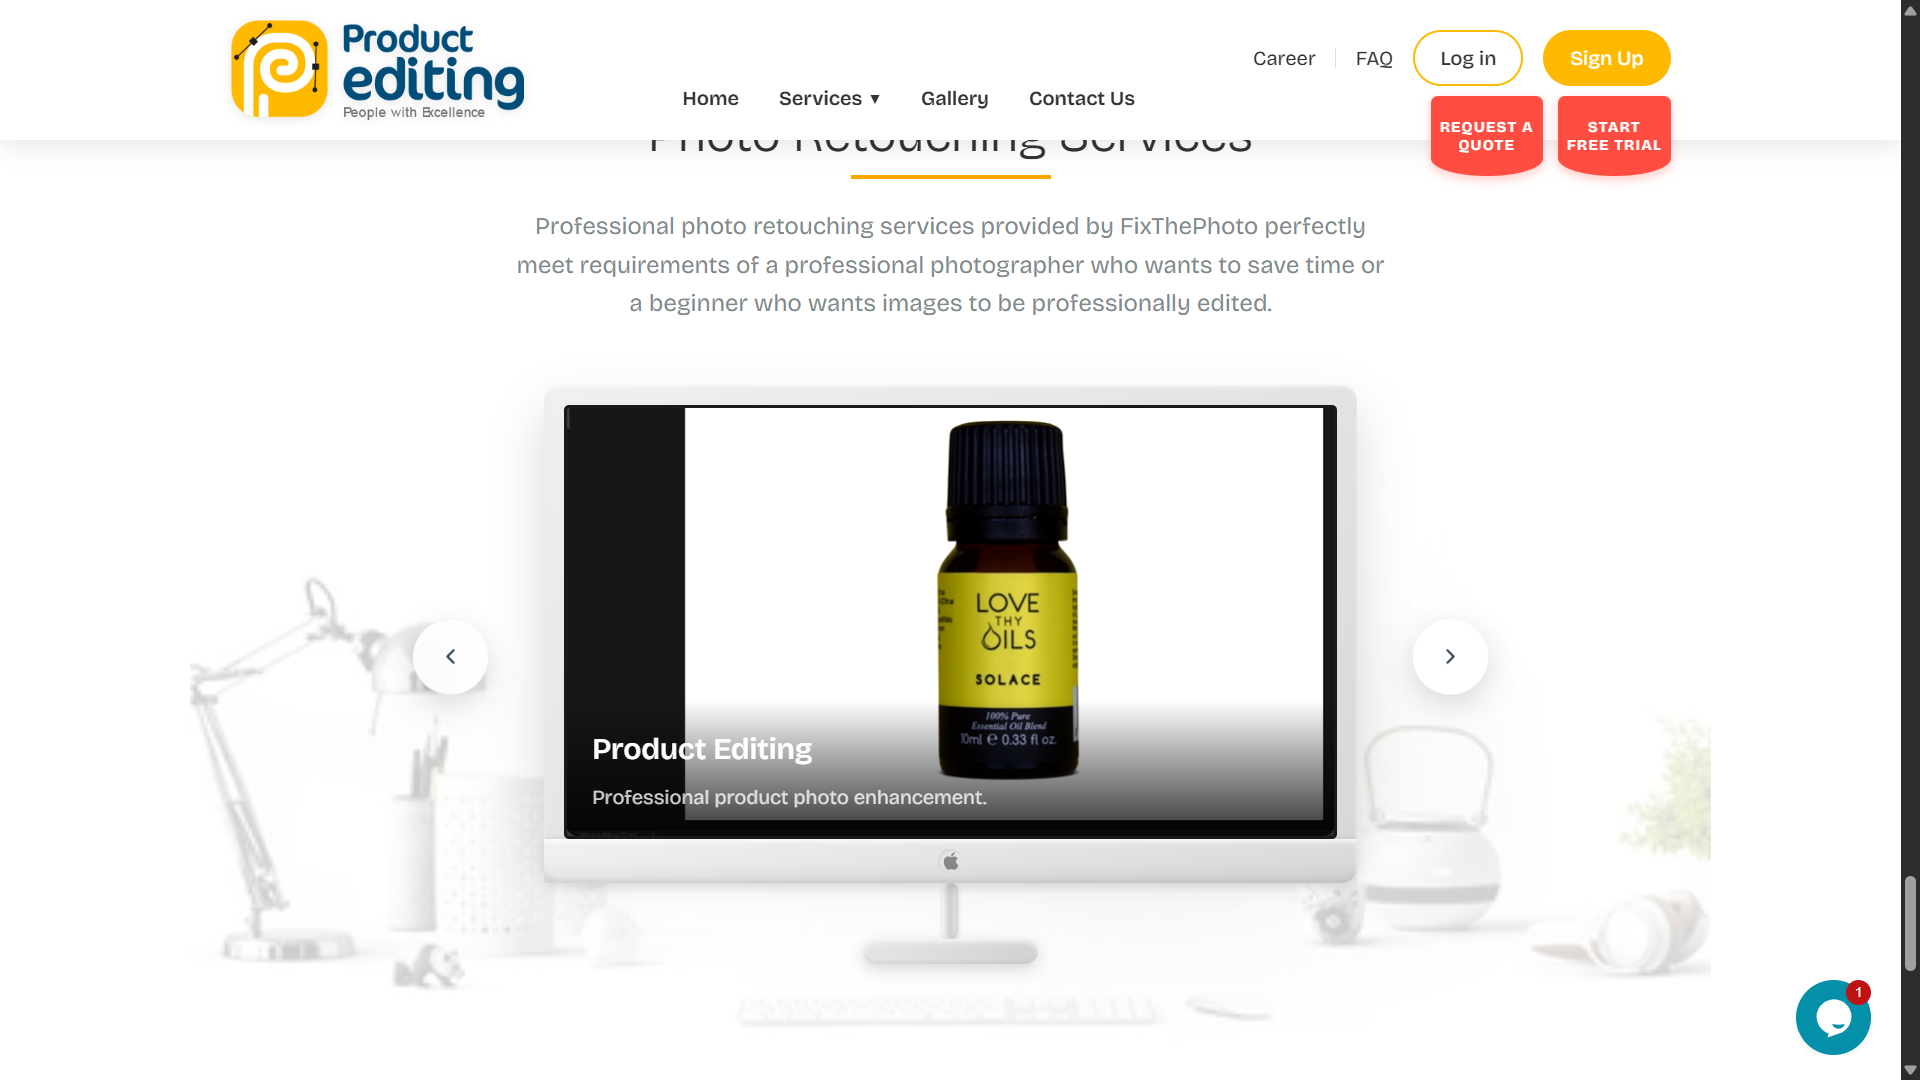 Product
editing
People with Excellence
Home
Services ▼
Gallery
Contact Us
Career
FAQ
Log in
Sign Up
REQUEST A
QUOTE
START
FREE TRIAL
Photo Retouching Services
Professional photo retouching services provided by FixThePhoto perfectly
meet requirements of a professional photographer who wants to save time or
a beginner who wants images to be professionally edited.
LOVE
THY
OILS
SOLACE
100% Pure
Essential Oil Blend
10ml ℮ 0.33 fl oz.
Product Editing
Professional product photo enhancement.
1